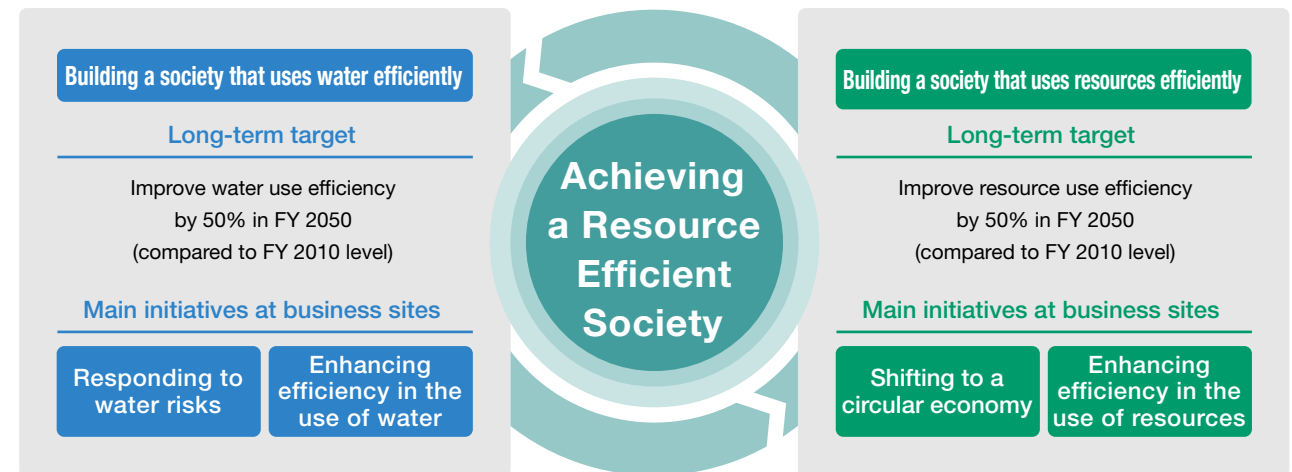 Building a society that uses water efficiently
Long-term target
Improve water use efficiency
by 50% in FY 2050
(compared to FY 2010 level)
Main initiatives at business sites
Responding to
water risks
Enhancing
efficiency in the
use of water
Achieving
a Resource
Efficient
Society
Building a society that uses resources efficiently
Long-term target
Improve resource use efficiency
by 50% in FY 2050
(compared to FY 2010 level)
Main initiatives at business sites
Shifting to a
circular economy
Enhancing
efficiency in the
use of resources